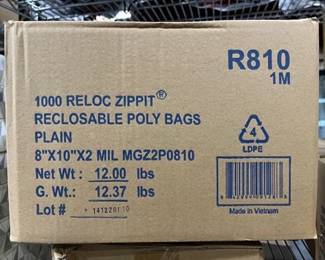 R810
1M
1000 RELOC ZIPPIT®
RECLOSABLE POLY BAGS
PLAIN
8"X10"X2 MIL MGZ2P0810
Net Wt: 12.00 lbs
G. Wt.: 12.37 lbs
Lot #
4
LDPE
Made in Vietnam